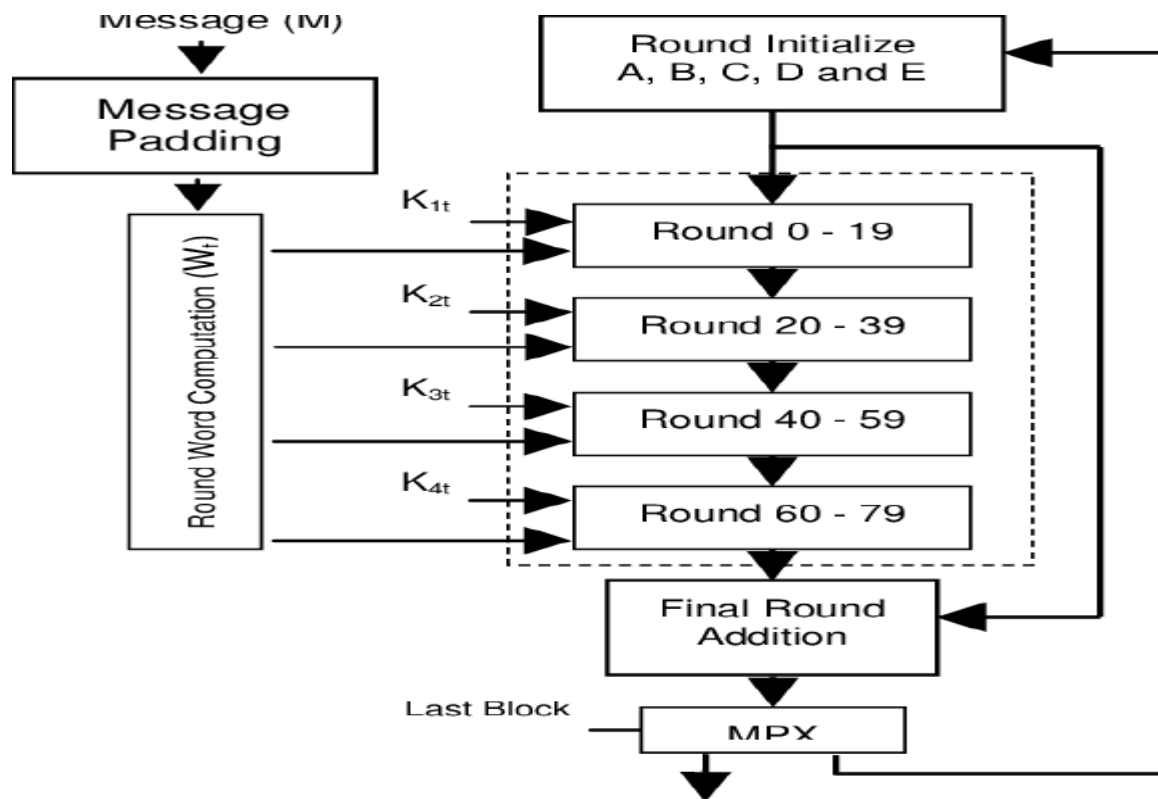 Message (M)
Message
Padding
Round Word Computation (Wₜ)
Round Initialize
A, B, C, D and E
K₁ₜ
Round 0 - 19
K₂ₜ
Round 20 - 39
K₃ₜ
Round 40 - 59
K₄ₜ
Round 60 - 79
Final Round
Addition
Last Block
MPX